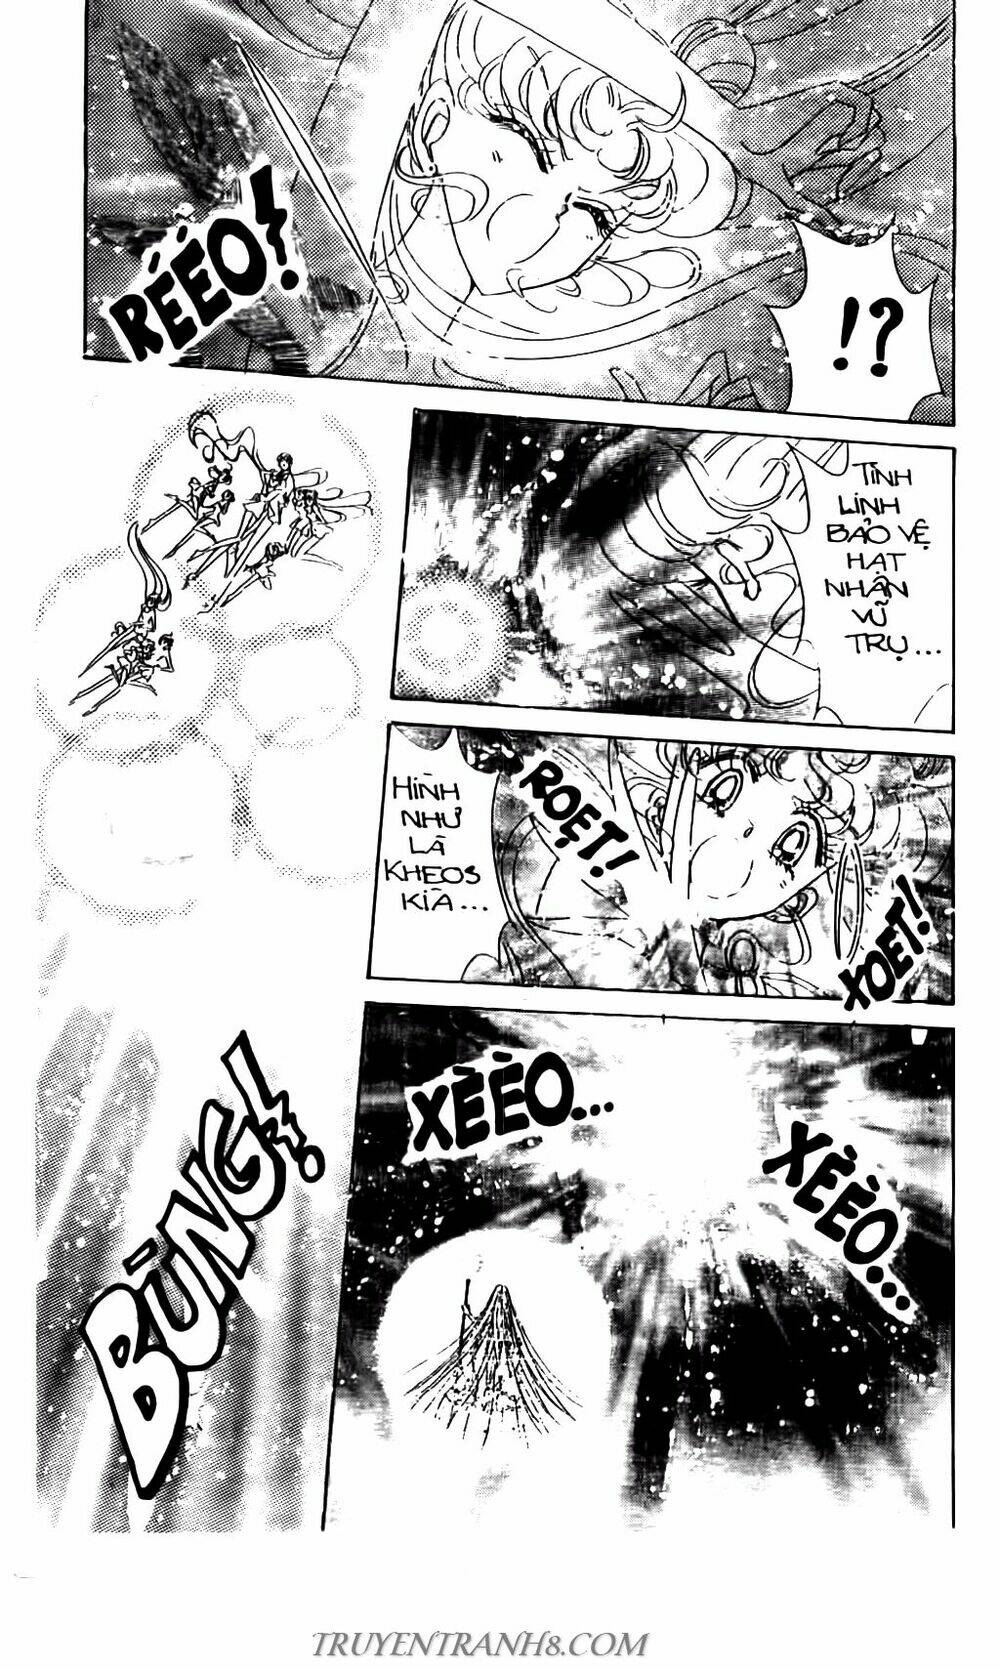 RÉÉO!
!?
TINH
LINH
BẢO VỆ
HẠT
NHÂN
VŨ
TRỤ...
HÌNH
NHƯ
LÀ
KHEOS
KÌA...
ROẸT!
XOẸT!
XÈÈO...
XÈÈO...
BÙNG!
TRUYENTRANH8.COM